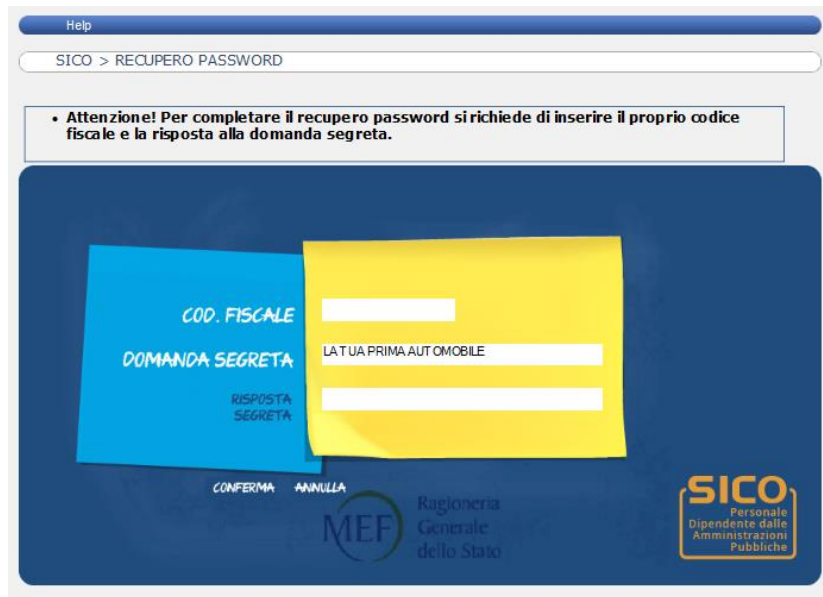 Help
SICO > RECUPERO PASSWORD
• Attenzione! Per completare il recupero password si richiede di inserire il proprio codice
fiscale e la risposta alla domanda segreta.
COD. FISCALE
DOMANDA SEGRETA
LA TUA PRIMA AUTOMOBILE
RISPOSTA
SEGRETA
CONFERMA ANNULLA
MEF
Ragioneria
Generale
dello Stato
SICO
Personale
Dipendente dalle
Amministrazioni
Pubbliche